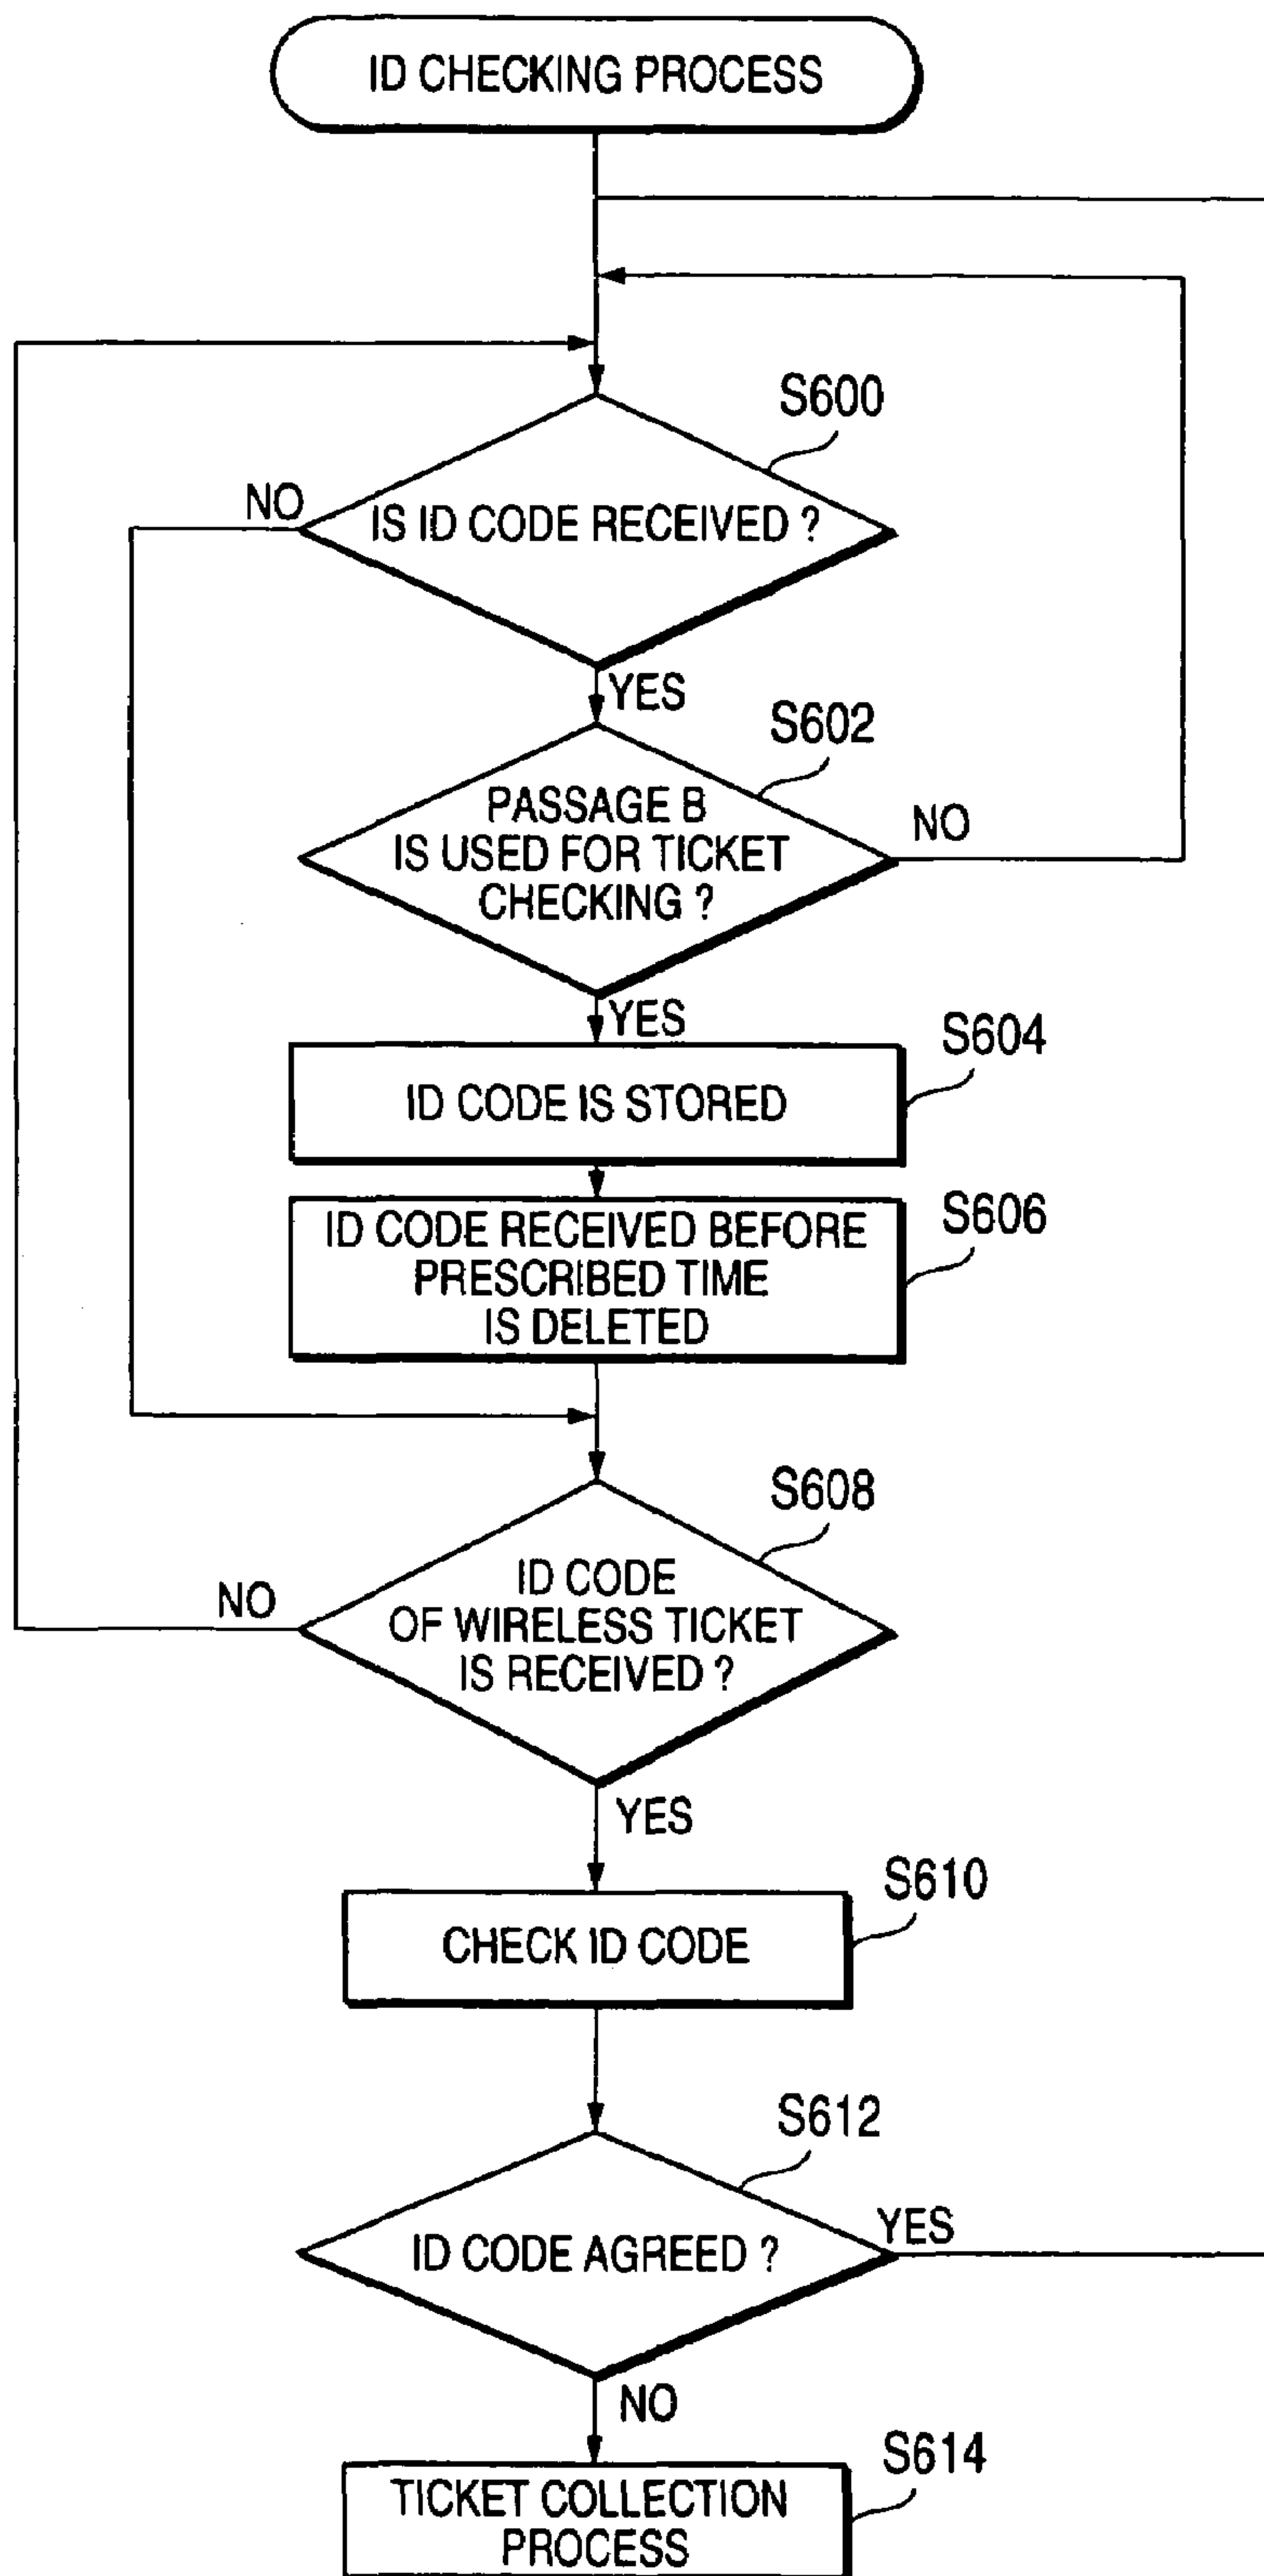 ID CHECKING PROCESS
S600
NO
IS ID CODE RECEIVED ?
YES
S602
PASSAGE B
IS USED FOR TICKET
CHECKING ?
NO
YES
S604
ID CODE IS STORED
S606
ID CODE RECEIVED BEFORE
PRESCRIBED TIME
IS DELETED
S608
ID CODE
OF WIRELESS TICKET
IS RECEIVED ?
NO
YES
S610
CHECK ID CODE
S612
ID CODE AGREED ?
YES
NO
S614
TICKET COLLECTION
PROCESS